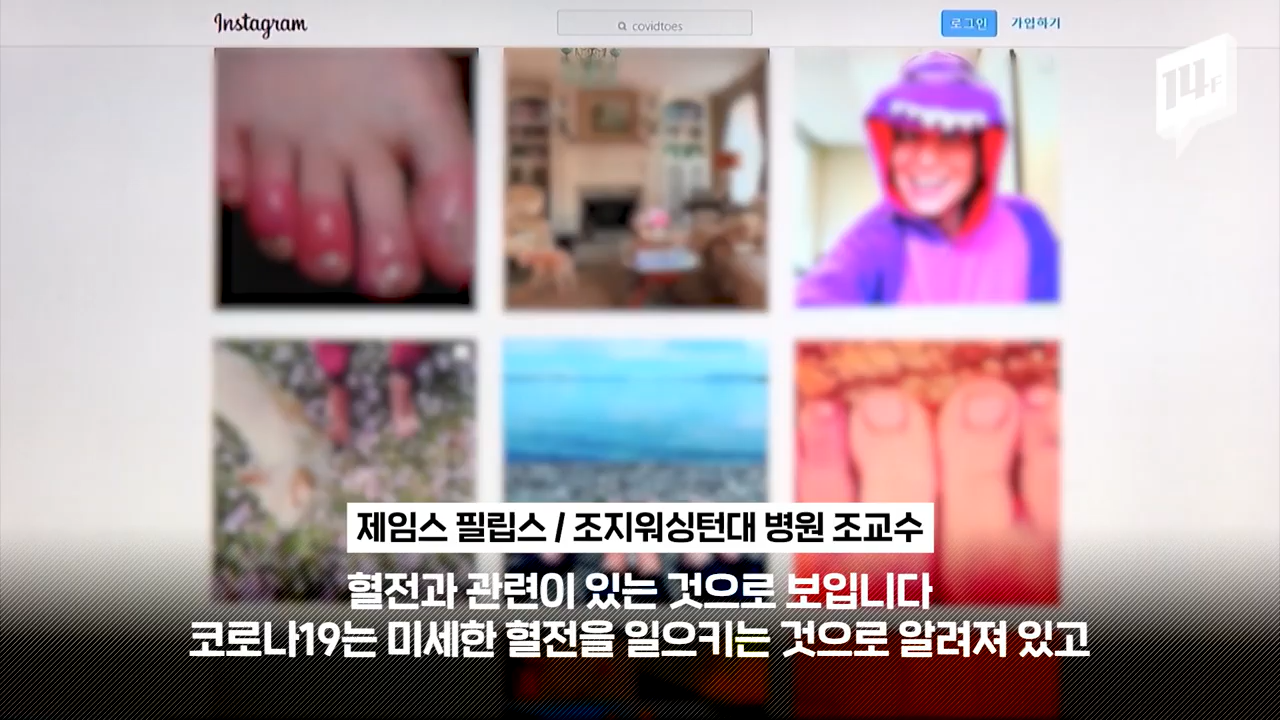 Instagram
covidtoes
로그인 가입하기
14F
제임스 필립스 / 조지워싱턴대 병원 조교수
혈전과 관련이 있는 것으로 보입니다
코로나19는 미세한 혈전을 일으키는 것으로 알려져 있고